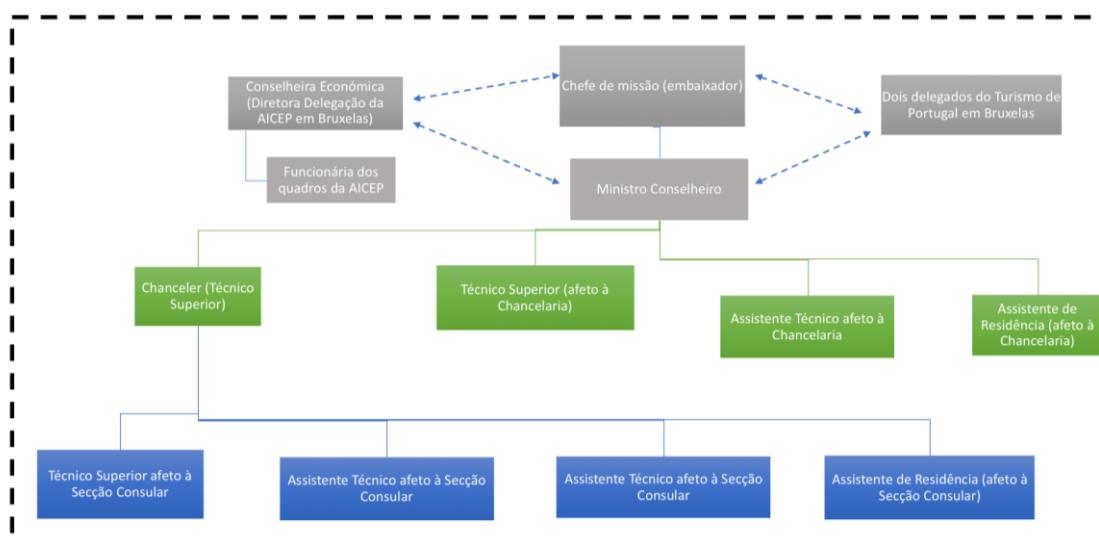 Conselheira Económica
(Diretora Delegação da
AICEP em Bruxelas)
Chefe de missão (embaixador)
Dois delegados do Turismo de
Portugal em Bruxelas
Funcionária dos
quadros da AICEP
Ministro Conselheiro
Chanceler (Técnico
Superior)
Técnico Superior (afeto à
Chancelaria)
Assistente Técnico afeto à
Chancelaria
Assistente de
Residência (afeto à
Chancelaria)
Técnico Superior afeto à
Secção Consular
Assistente Técnico afeto à Secção
Consular
Assistente Técnico afeto à Secção
Consular
Assistente de Residência (afeto à
Secção Consular)